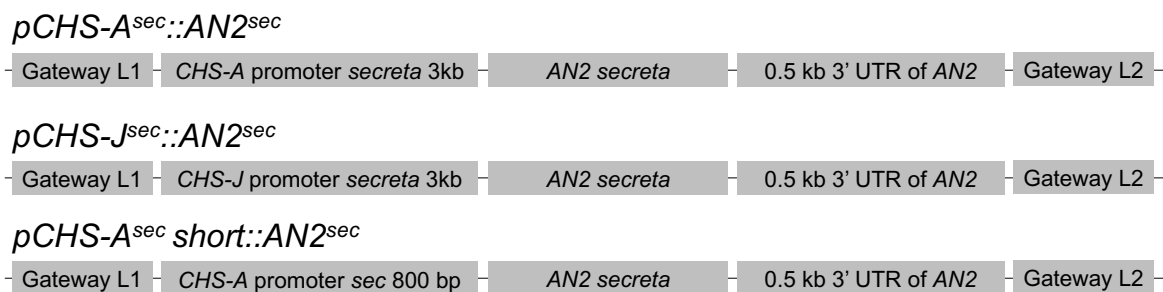 pCHS-Asec::AN2sec
Gateway L1 CHS-A promoter secreta 3kb AN2 secreta 0.5 kb 3’ UTR of AN2 Gateway L2
pCHS-Jsec::AN2sec
Gateway L1 CHS-J promoter secreta 3kb AN2 secreta 0.5 kb 3’ UTR of AN2 Gateway L2
pCHS-Asec short::AN2sec
Gateway L1 CHS-A promoter sec 800 bp AN2 secreta 0.5 kb 3’ UTR of AN2 Gateway L2